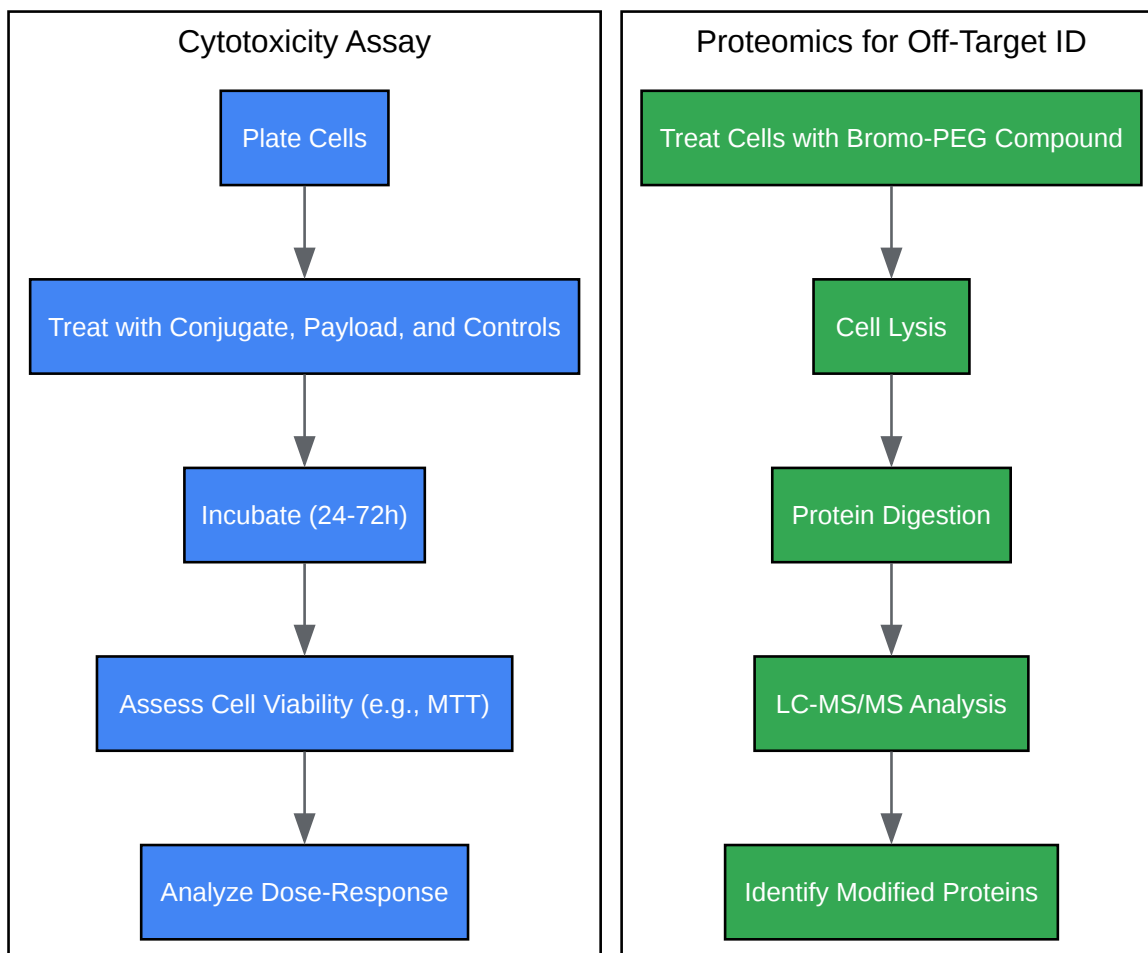 Cytotoxicity Assay
Plate Cells
Treat with Conjugate, Payload, and Controls
Incubate (24-72h)
Assess Cell Viability (e.g., MTT)
Analyze Dose-Response
Proteomics for Off-Target ID
Treat Cells with Bromo-PEG Compound
Cell Lysis
Protein Digestion
LC-MS/MS Analysis
Identify Modified Proteins